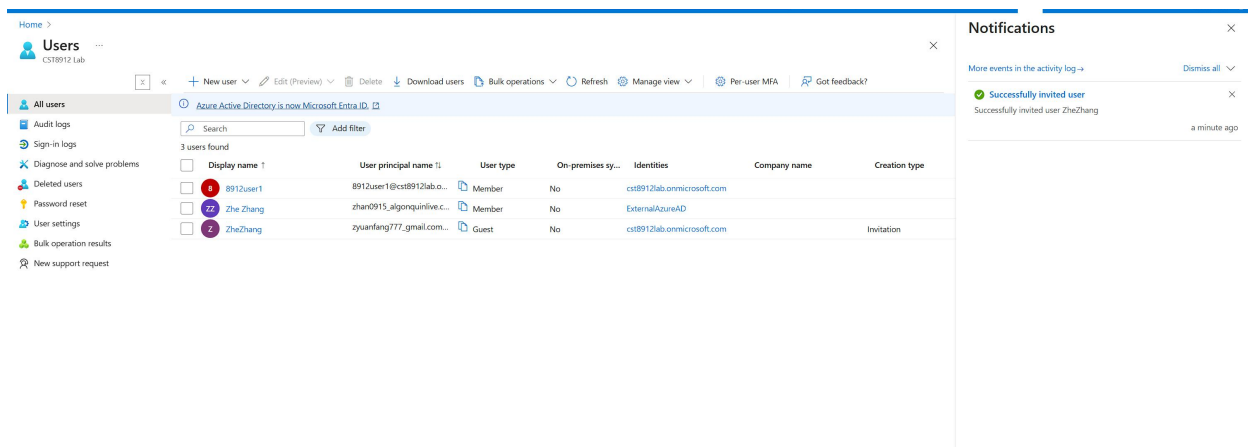 Home >
Users ...
CST8912 Lab
+ New user Edit (Preview) Delete Download users Bulk operations Refresh Manage view Per-user MFA Got feedback?
All users
Audit logs
Sign-in logs
Diagnose and solve problems
Deleted users
Password reset
User settings
Bulk operation results
New support request
Azure Active Directory is now Microsoft Entra ID.
Search Add filter
3 users found
Display name ↑ User principal name ↑↓ User type On-premises sy... Identities Company name Creation type
8 8912user1 8912user1@cst8912lab.o... Member No cst8912lab.onmicrosoft.com
ZZ Zhe Zhang zhan0915_algonquinlive.c... Member No ExternalAzureAD
Z ZheZhang zyuanfang777_gmail.com... Guest No cst8912lab.onmicrosoft.com Invitation
Notifications
More events in the activity log → Dismiss all
Successfully invited user
Successfully invited user ZheZhang
a minute ago